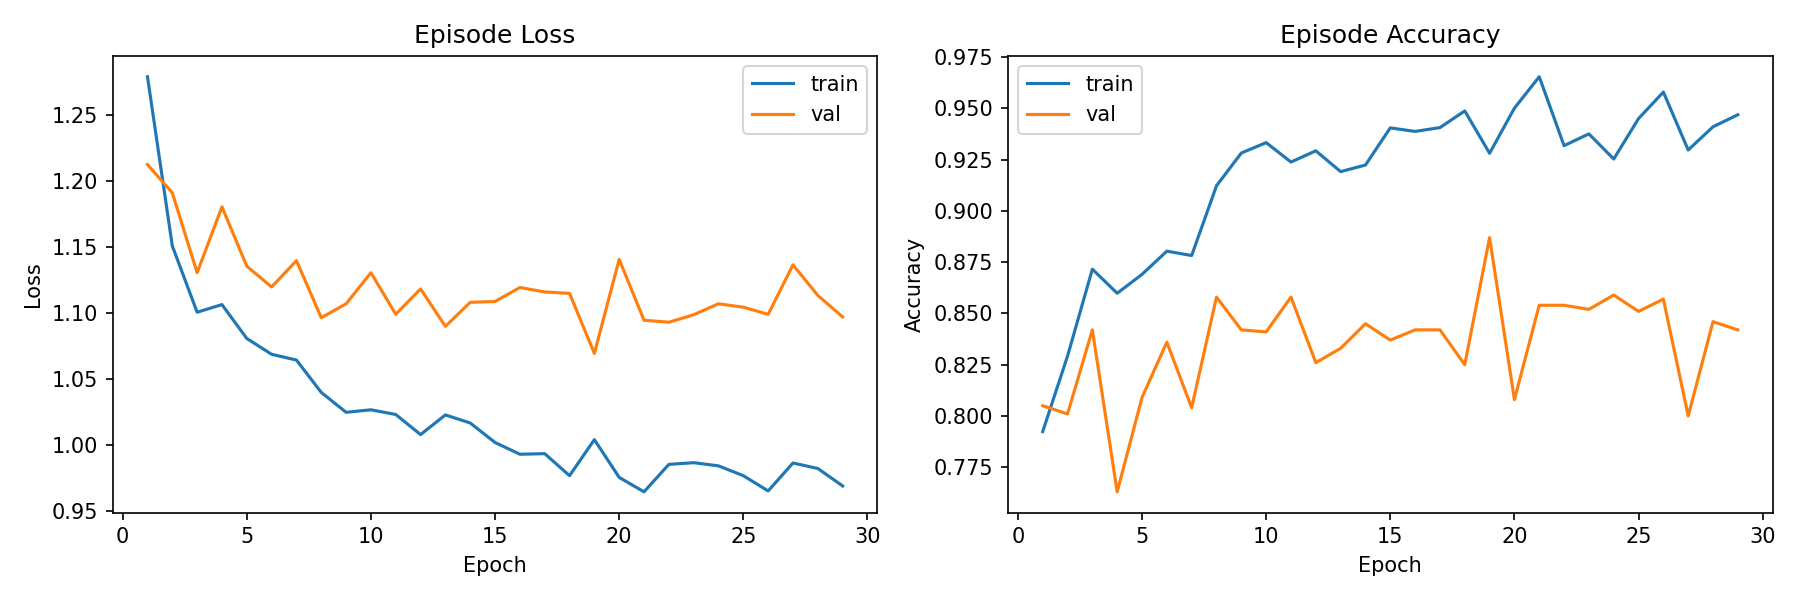 Episode Loss
train
val
1.25
1.20
1.15
1.10
1.05
1.00
0.95
Loss
0 5 10 15 20 25 30
Epoch
Episode Accuracy
train
val
0.975
0.950
0.925
0.900
0.875
0.850
0.825
0.800
0.775
Accuracy
0 5 10 15 20 25 30
Epoch